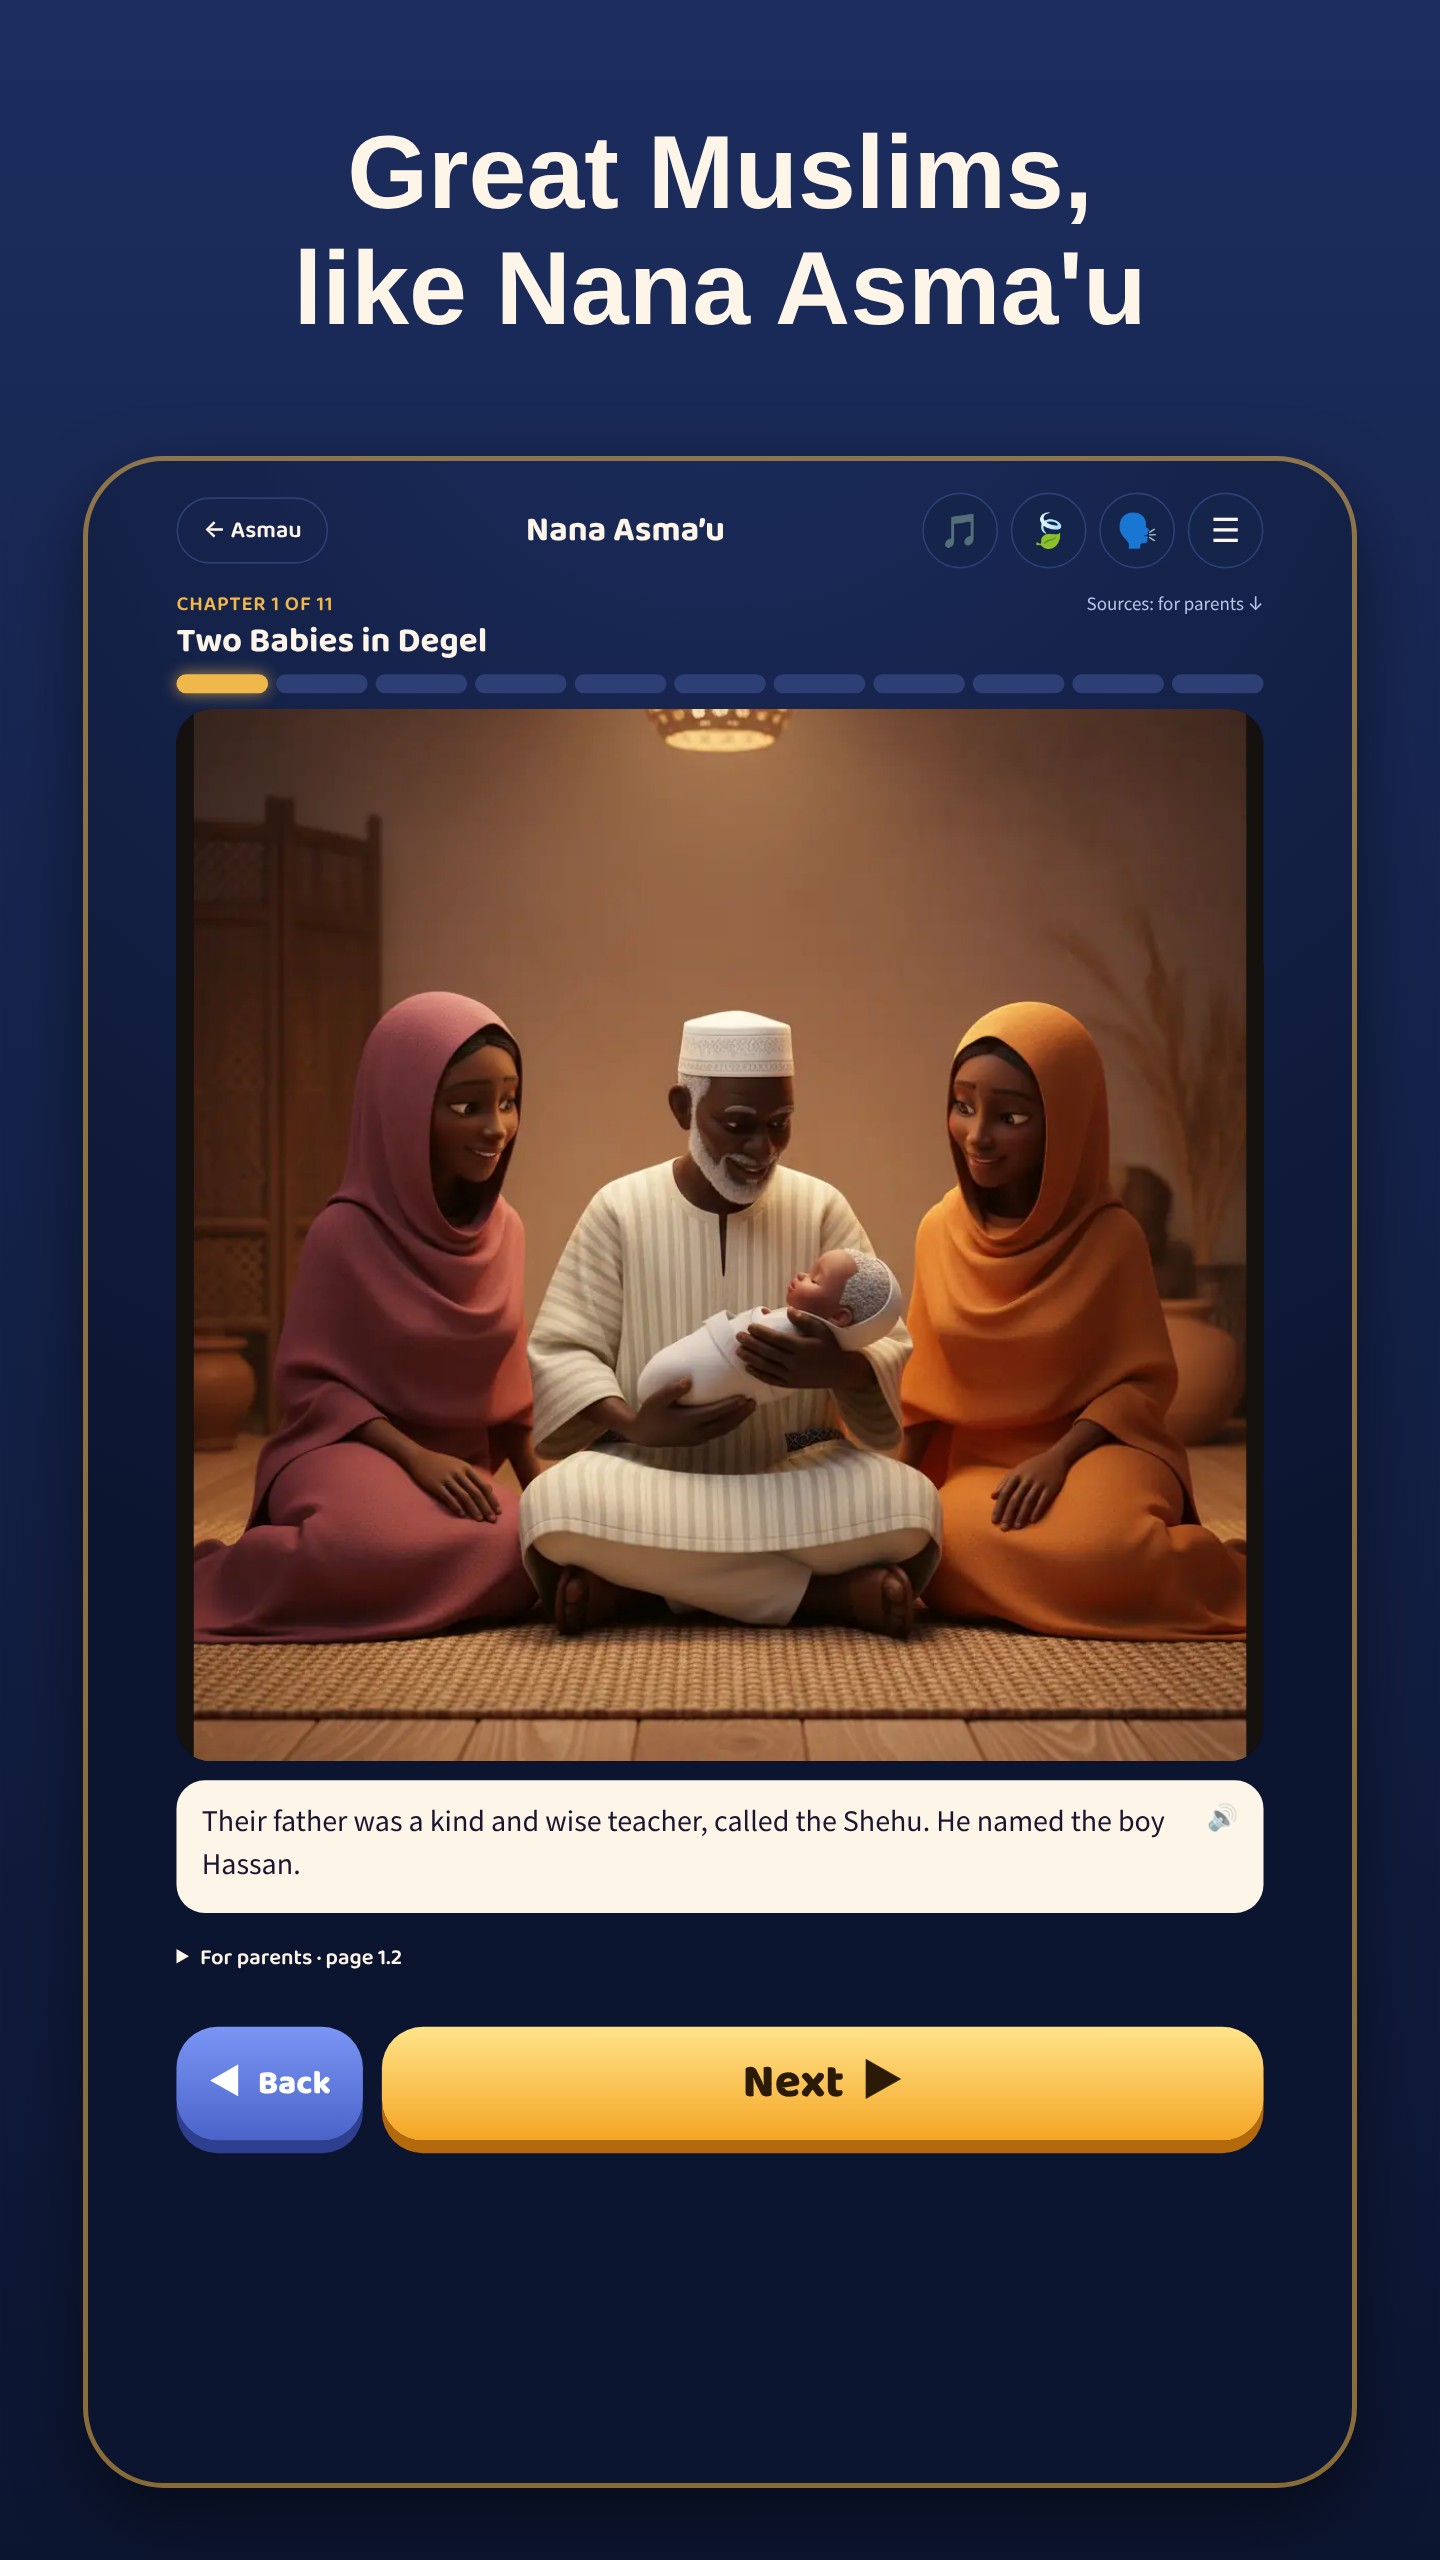 Great Muslims,
like Nana Asma'u
← Asmau
Nana Asma’u
CHAPTER 1 OF 11
Sources: for parents ↓
Two Babies in Degel
Their father was a kind and wise teacher, called the Shehu. He named the boy
Hassan.
▶ For parents · page 1.2
◀ Back
Next ▶